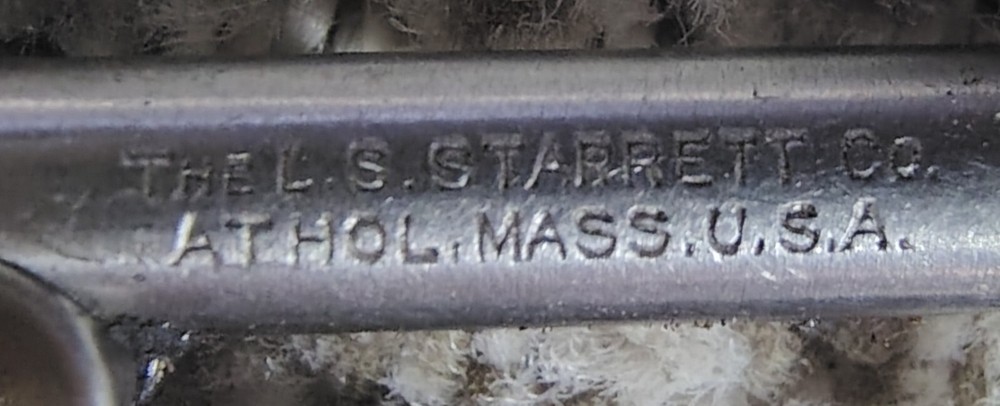 THE L.S. STARRETT CO.
ATHOL, MASS. U.S.A.